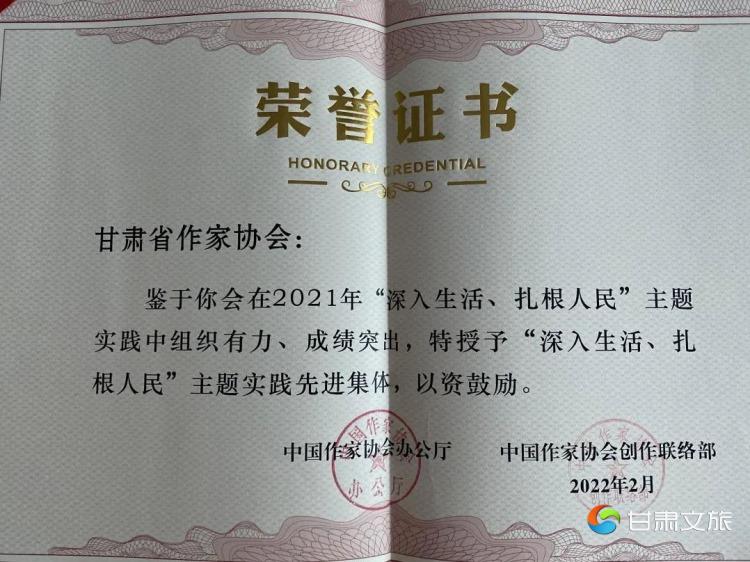 荣誉证书
HONORARY CREDENTIAL
甘肃省作家协会：
鉴于你会在2021年“深入生活、扎根人民”主题
实践中组织有力、成绩突出，特授予“深入生活、扎
根人民”主题实践先进集体，以资鼓励。
中国作家协会办公厅 中国作家协会创作联络部
办公厅
2022年2月
甘肃文旅